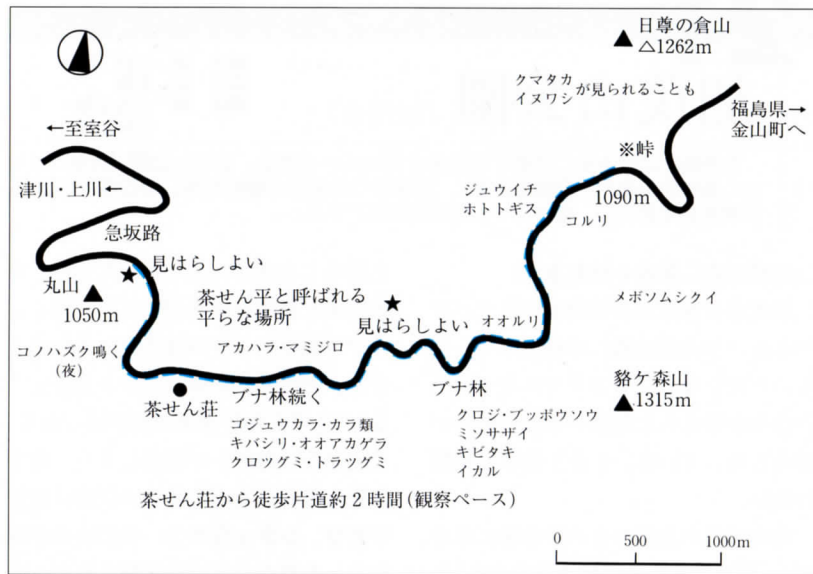 日尊の倉山
▲ △1262m
クマタカ
イヌワシ が見られることも
福島県→
金山町へ
←至室谷
※峠
津川・上川←
ジュウイチ
ホトトギス
1090m
コルリ
急坂路
★見はらしよい
丸山
▲
1050m
茶せん平と呼ばれる
平らな場所
★
見はらしよい
オオルリ
メボソムシクイ
コノハズク鳴く
(夜)
アカハラ・マミジロ
●
茶せん荘
ブナ林続く
ゴジュウカラ・カラ類
キバシリ・オオアカゲラ
クロツグミ・トラツグミ
ブナ林
クロジ・ブッポウソウ
ミソサザイ
キビタキ
イカル
貉ケ森山
▲1315m
茶せん荘から徒歩片道約2時間(観察ペース)
0 500 1000m